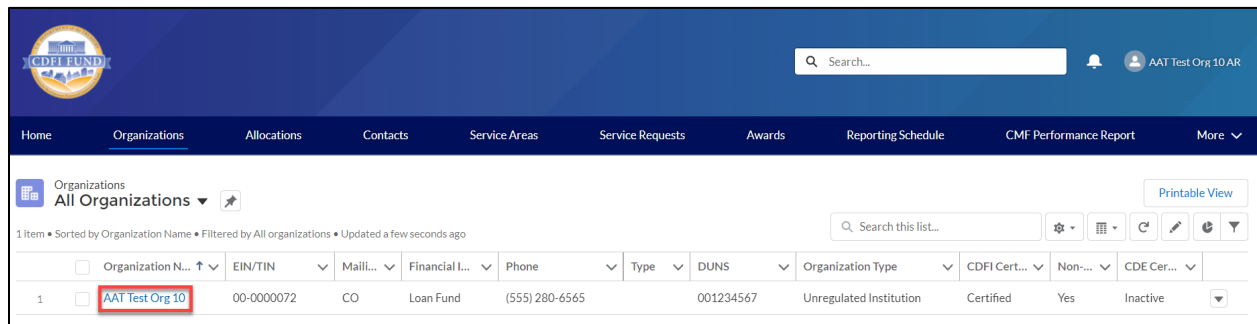 CDFI FUND
Search...
AAT Test Org 10 AR
Home Organizations Allocations Contacts Service Areas Service Requests Awards Reporting Schedule CMF Performance Report More
Organizations
All Organizations
Printable View
1 item • Sorted by Organization Name • Filtered by All organizations • Updated a few seconds ago
Search this list...
Organization N... ↑ EIN/TIN Maili... Financial I... Phone Type DUNS Organization Type CDFI Cert... Non-... CDE Cer...
1 AAT Test Org 10 00-0000072 CO Loan Fund (555) 280-6565 001234567 Unregulated Institution Certified Yes Inactive